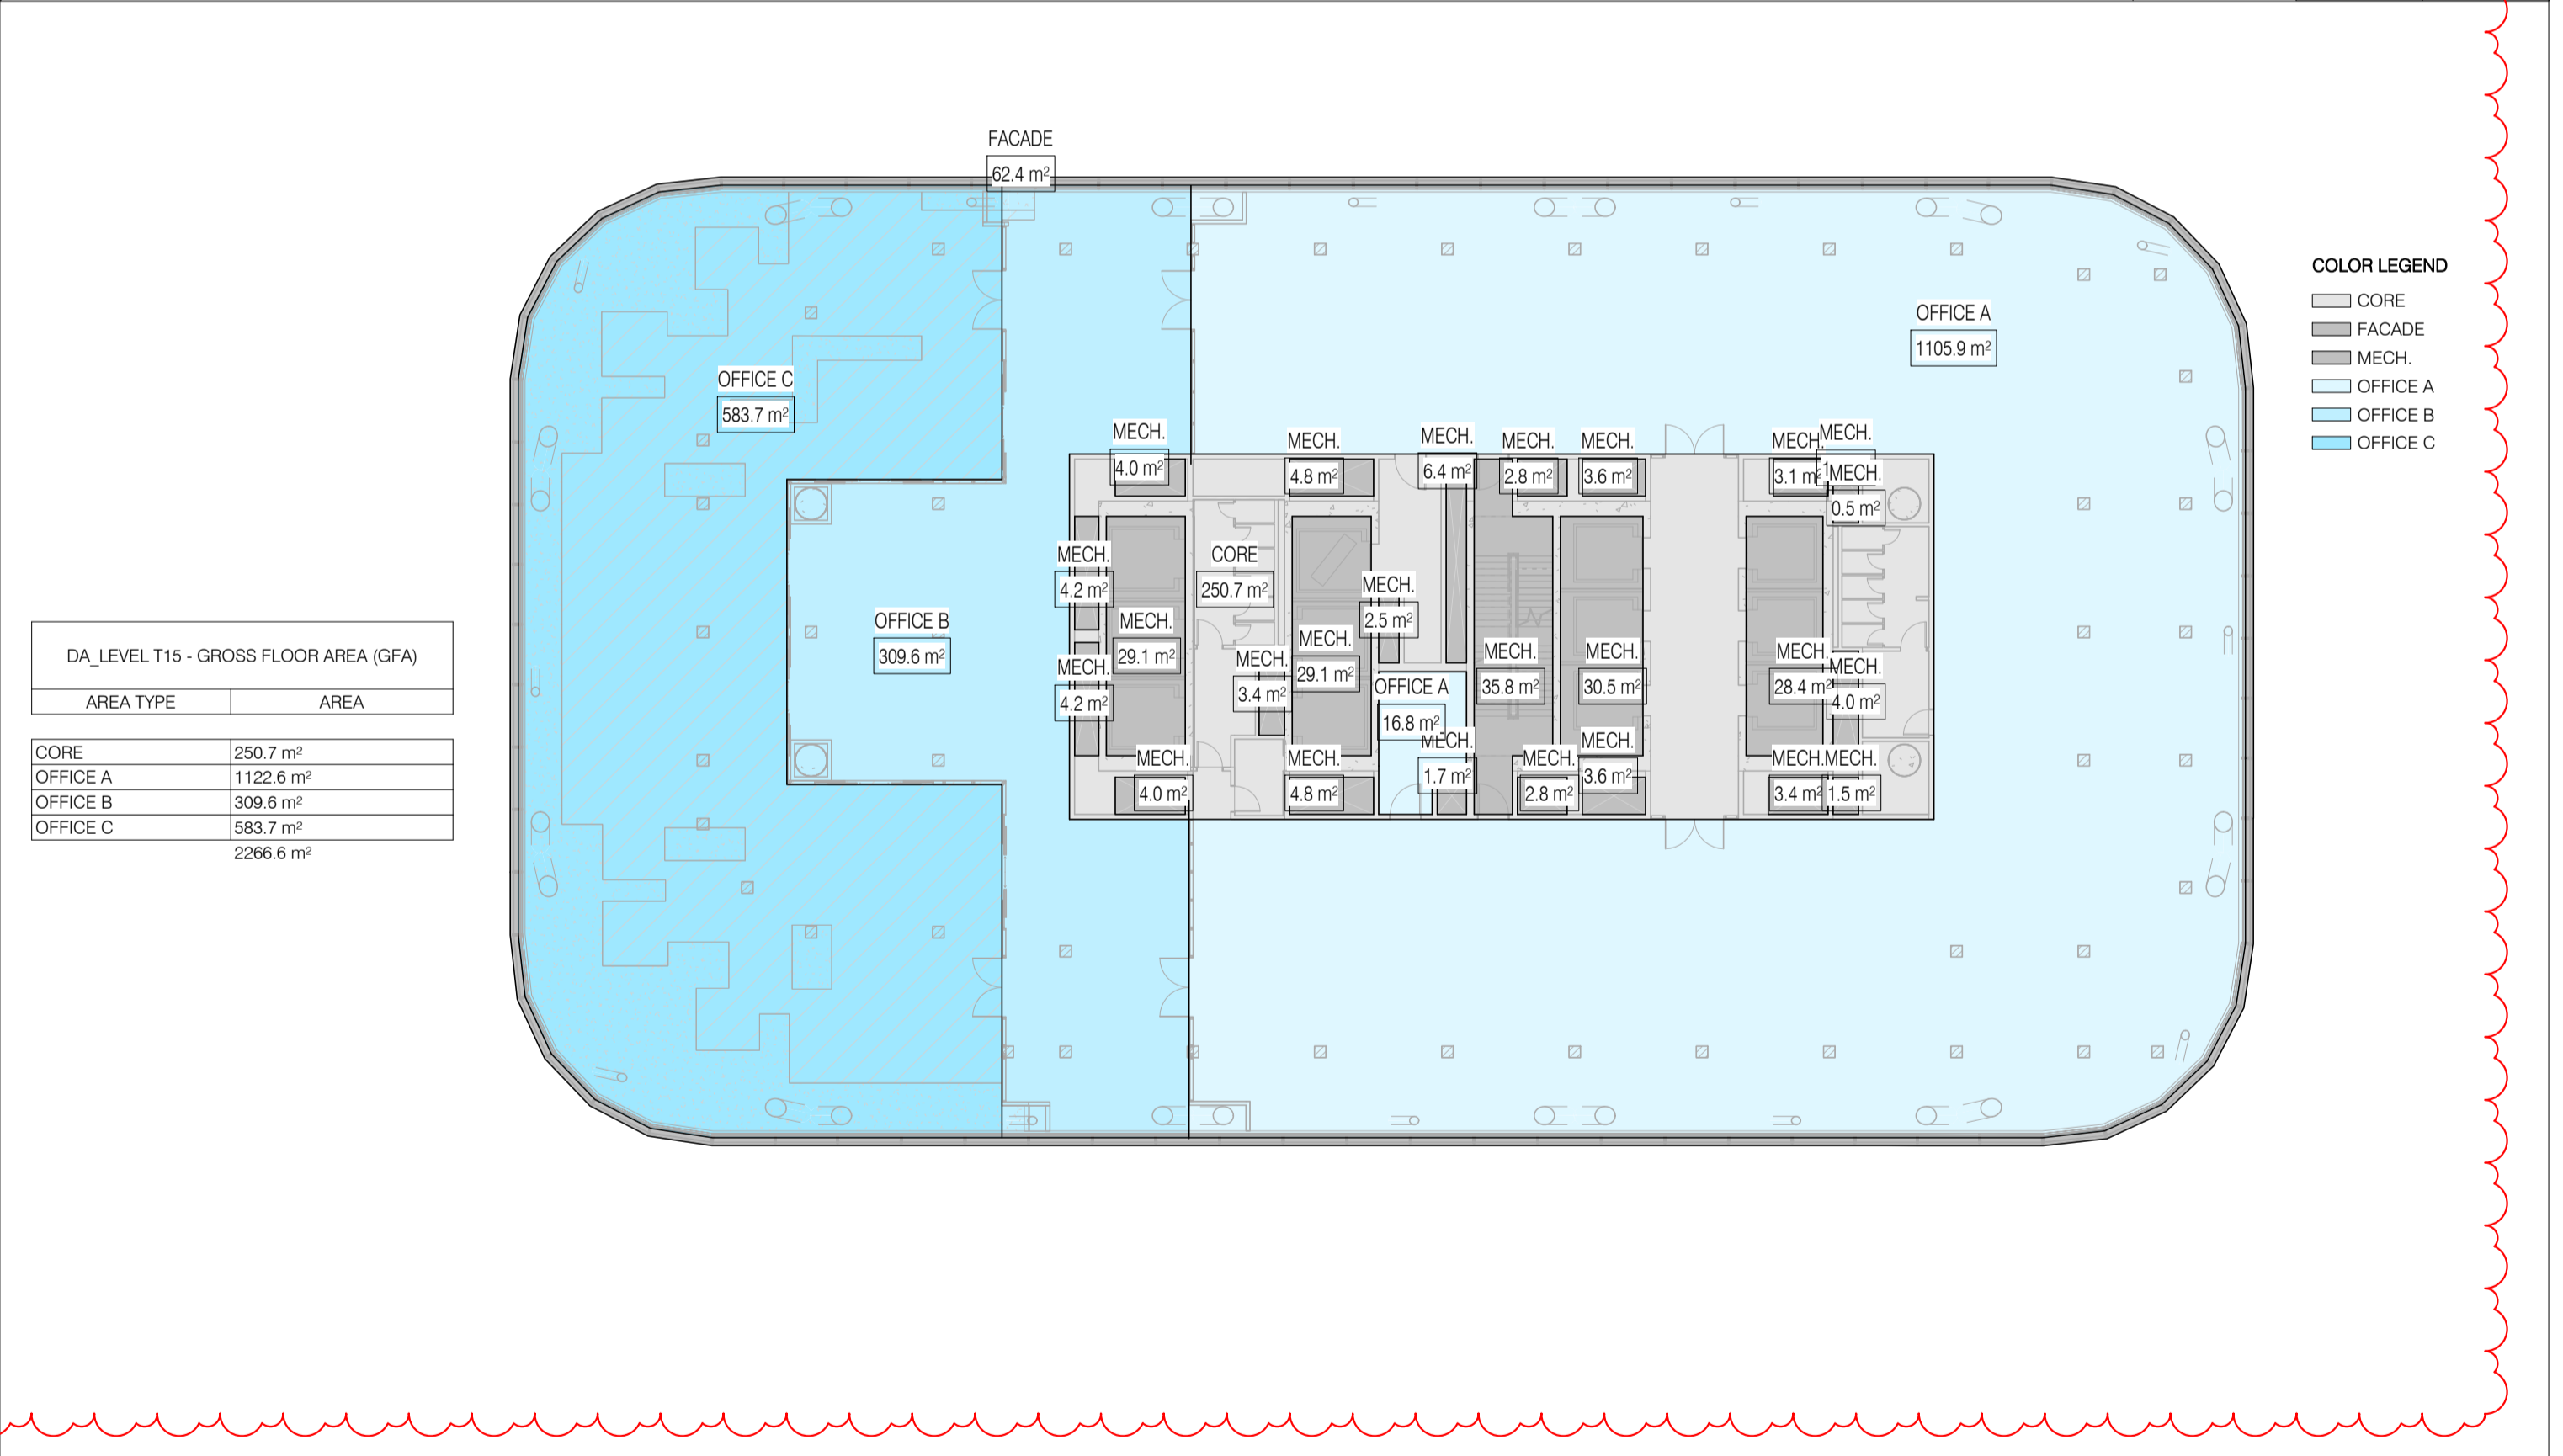 FACADE
62.4 m²
COLOR LEGEND
CORE
FACADE
MECH.
OFFICE A
OFFICE B
OFFICE C
OFFICE A
1105.9 m²
OFFICE C
583.7 m²
MECH.
4.0 m²
MECH.
4.8 m²
MECH.
6.4 m²
MECH.
2.8 m²
MECH.
3.6 m²
MECH.
3.1 m²
MECH.
MECH.
0.5 m²
MECH.
4.2 m²
CORE
250.7 m²
MECH.
2.5 m²
OFFICE B
309.6 m²
MECH.
29.1 m²
MECH.
29.1 m²
MECH.
3.4 m²
MECH.
4.2 m²
OFFICE A
16.8 m²
MECH.
35.8 m²
MECH.
30.5 m²
MECH.
28.4 m²
MECH.
4.0 m²
MECH.
4.0 m²
MECH.
4.8 m²
MECH.
1.7 m²
MECH.
2.8 m²
MECH.
3.6 m²
MECH.
3.4 m²
MECH.
1.5 m²
DA_LEVEL T15 - GROSS FLOOR AREA (GFA)
AREA TYPE AREA
CORE 250.7 m²
OFFICE A 1122.6 m²
OFFICE B 309.6 m²
OFFICE C 583.7 m²
2266.6 m²